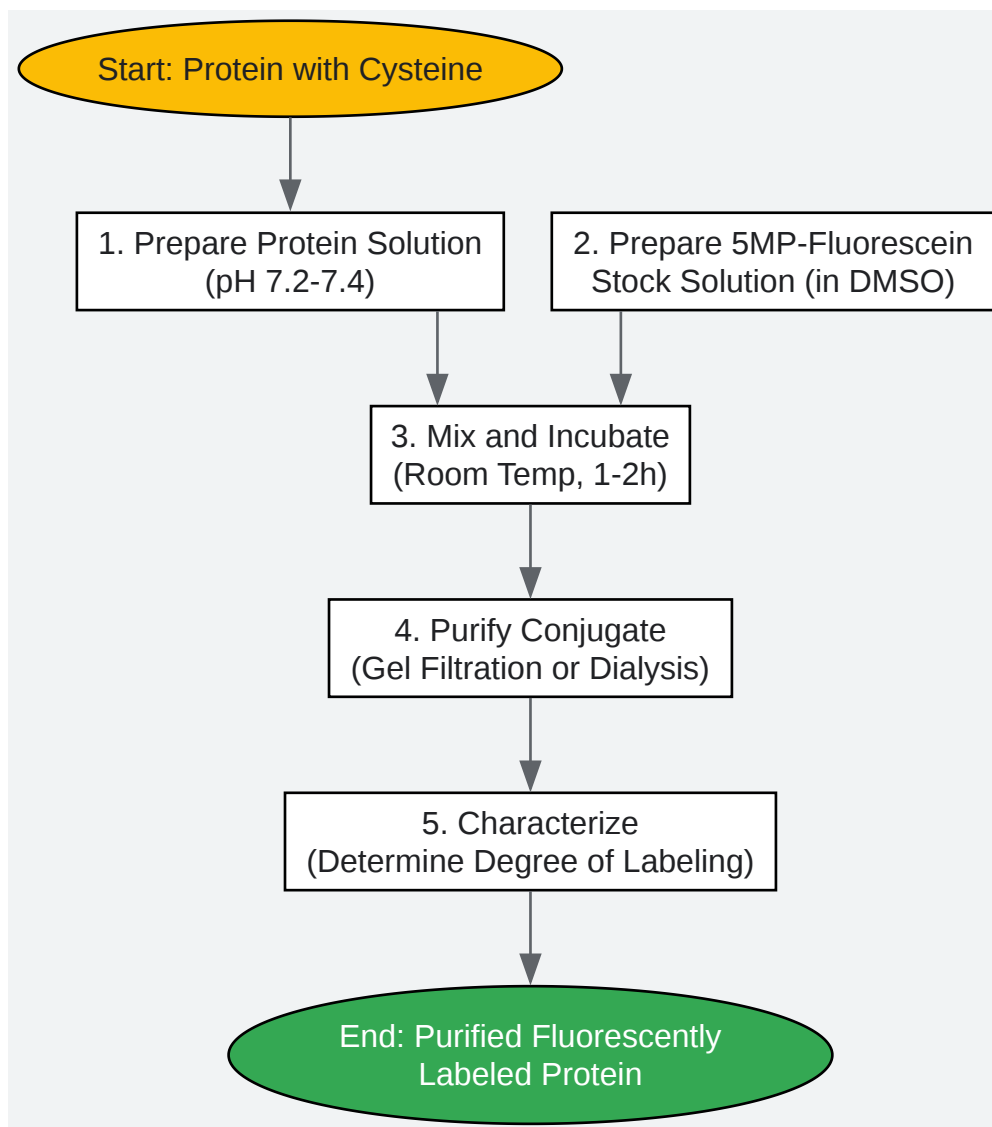 Start: Protein with Cysteine
1. Prepare Protein Solution
(pH 7.2-7.4)
2. Prepare 5MP-Fluorescein
Stock Solution (in DMSO)
3. Mix and Incubate
(Room Temp, 1-2h)
4. Purify Conjugate
(Gel Filtration or Dialysis)
5. Characterize
(Determine Degree of Labeling)
End: Purified Fluorescently
Labeled Protein